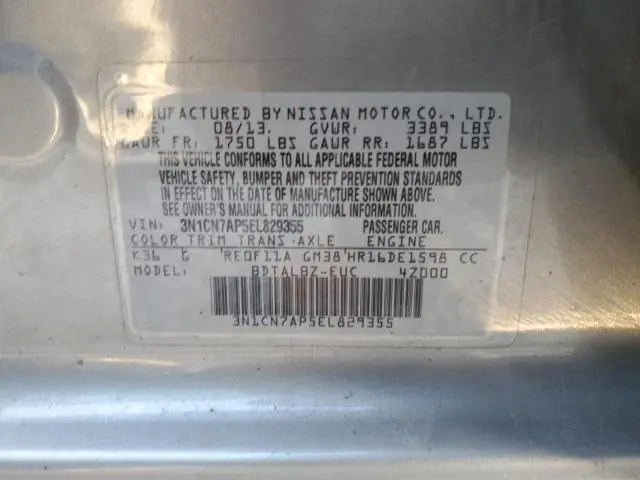 MANUFACTURED BY NISSAN MOTOR CO., LTD.
DATE: 08/13. GVWR: 3389 LBS
GAWR FR: 1750 LBS GAWR RR: 1687 LBS
THIS VEHICLE CONFORMS TO ALL APPLICABLE FEDERAL MOTOR
VEHICLE SAFETY, BUMPER AND THEFT PREVENTION STANDARDS
IN EFFECT ON THE DATE OF MANUFACTURE SHOWN ABOVE.
SEE OWNER'S MANUAL FOR ADDITIONAL INFORMATION.
VIN: 3N1CN7AP5EL829355 PASSENGER CAR.
COLOR TRIM TRANS-AXLE ENGINE
K36 G RE0F11A GM38 HR16DE1598 CC
BDTALBZ-EUC 4Z000
3N1CN7AP5EL829355